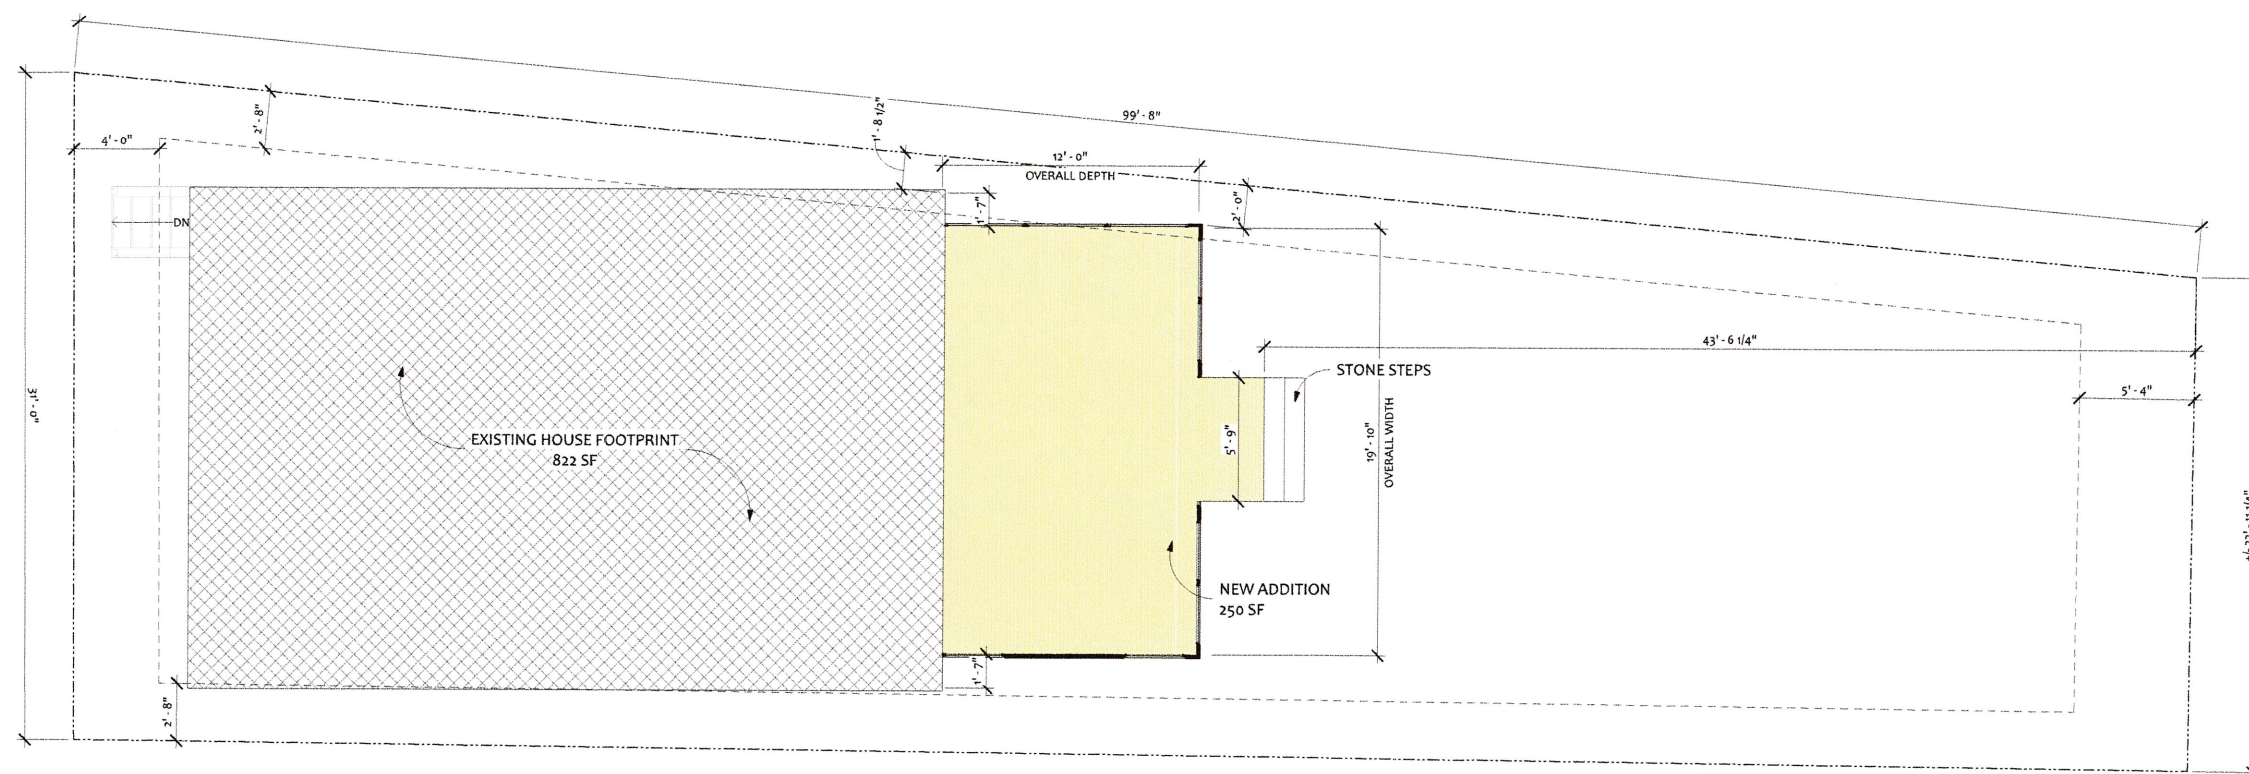 99' - 8"
2' - 8"
1' - 8 1/2"
4' - 0"
12' - 0"
OVERALL DEPTH
1' - 7"
2' - 0"
DN
43' - 6 1/4"
STONE STEPS
5' - 4"
31' - 0"
EXISTING HOUSE FOOTPRINT
822 SF
5' - 9"
19' - 10"
OVERALL WIDTH
NEW ADDITION
250 SF
1' - 7"
2' - 8"